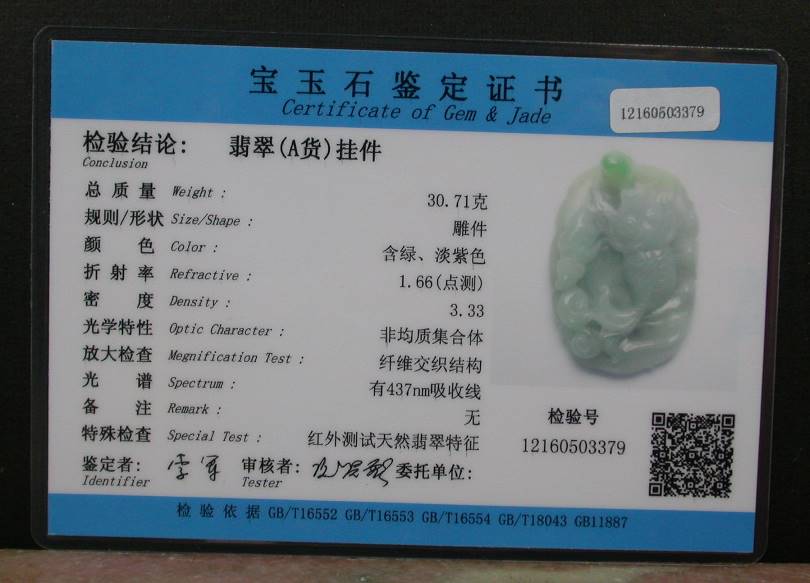 宝玉石鉴定证书
Certificate of Gem & Jade
12160503379
检验结论: 翡翠(A货)挂件
Conclusion
总质量 Weight : 30.71克
规则/形状 Size/Shape : 雕件
颜色 Color : 含绿、淡紫色
折射率 Refractive : 1.66(点测)
密度 Density : 3.33
光学特性 Optic Character : 非均质集合体
放大检查 Megnification Test : 纤维交织结构
光谱 Spectrum : 有437nm吸收线
备注 Remark : 无
特殊检查 Special Test : 红外测试天然翡翠特征
检验号
12160503379
鉴定者: 李军 审核者: 委托单位:
Identifier Tester
检验依据 GB/T16552 GB/T16553 GB/T16554 GB/T18043 GB11887